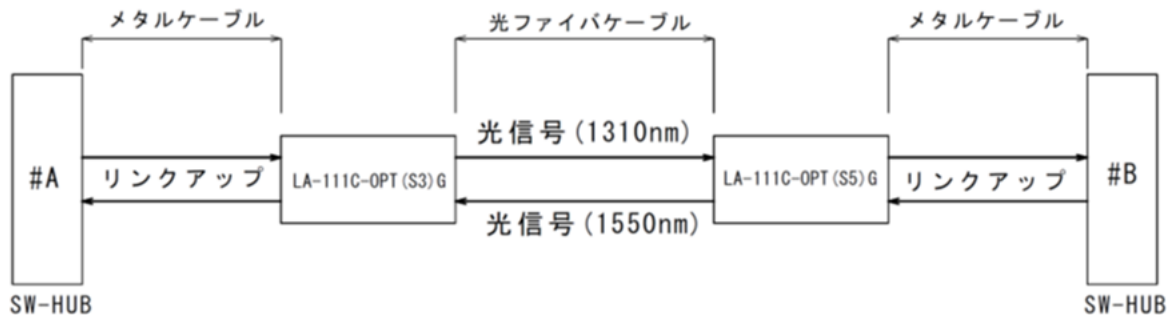 メタルケーブル
光ファイバケーブル
メタルケーブル
光信号(1310nm)
#A
リンクアップ
LA-111C-OPT(S3)G
LA-111C-OPT(S5)G
リンクアップ
#B
光信号(1550nm)
SW-HUB
SW-HUB